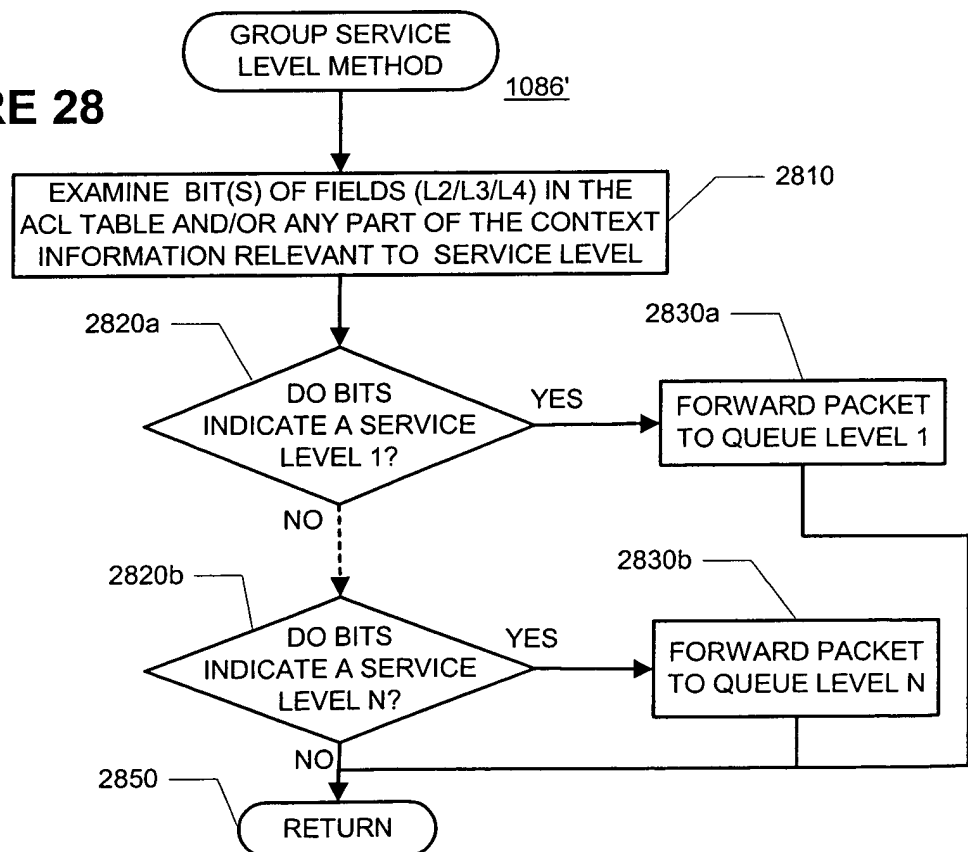 GROUP SERVICE
LEVEL METHOD
1086'
RE 28
EXAMINE BIT(S) OF FIELDS (L2/L3/L4) IN THE
ACL TABLE AND/OR ANY PART OF THE CONTEXT
INFORMATION RELEVANT TO SERVICE LEVEL
2810
2820a
2830a
DO BITS
INDICATE A SERVICE
LEVEL 1?
YES
FORWARD PACKET
TO QUEUE LEVEL 1
NO
2820b
2830b
DO BITS
INDICATE A SERVICE
LEVEL N?
YES
FORWARD PACKET
TO QUEUE LEVEL N
NO
2850
RETURN